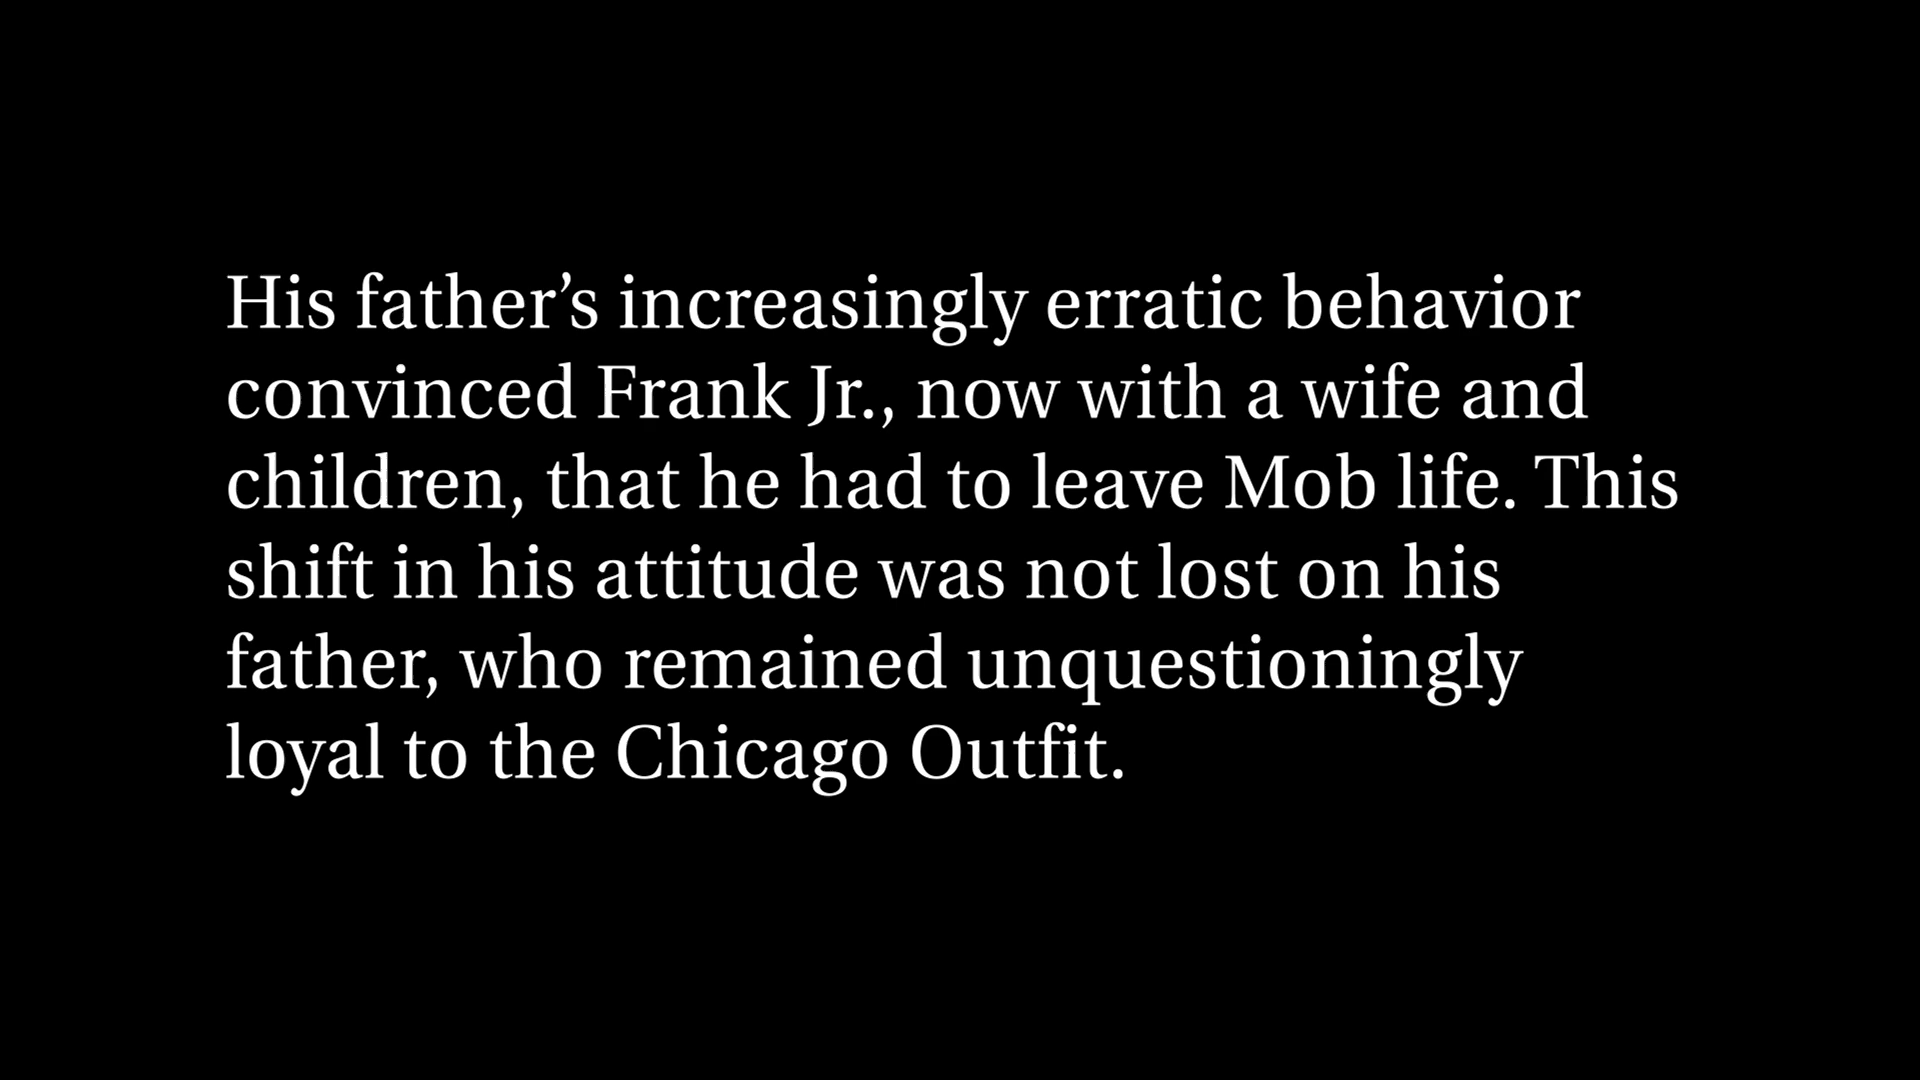 His father’s increasingly erratic behavior
convinced Frank Jr., now with a wife and
children, that he had to leave Mob life. This
shift in his attitude was not lost on his
father, who remained unquestioningly
loyal to the Chicago Outfit.